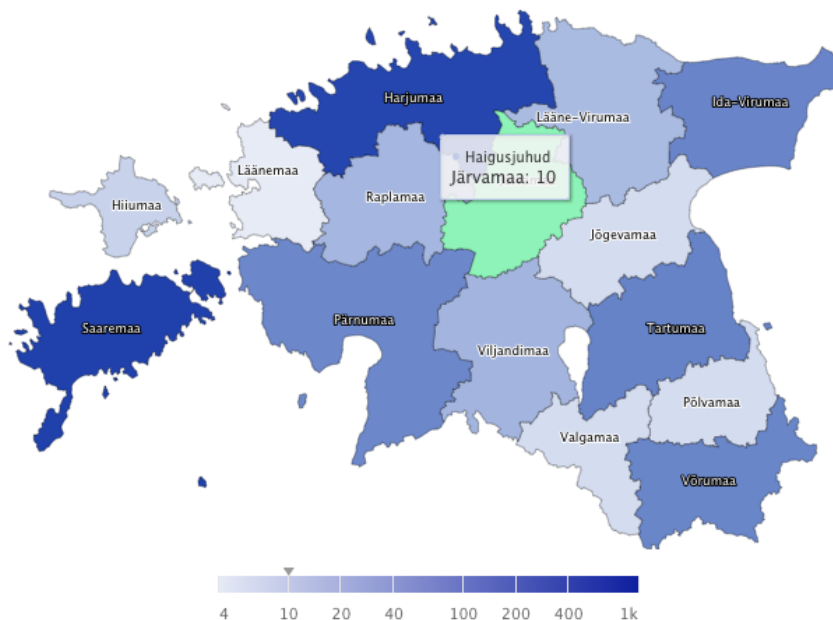 Harjumaa
Ida-Virumaa
Lääne-Virumaa
Haigusjuhud
Järvamaa: 10
Läänemaa
Raplamaa
Hiiumaa
Jõgevamaa
Saaremaa
Pärnumaa
Tartumaa
Viljandimaa
Põlvamaa
Valgamaa
Võrumaa
4 10 20 40 100 200 400 1k